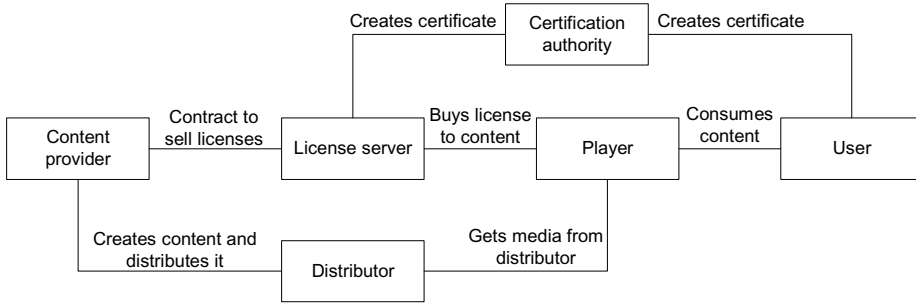 Creates certificate
Certification
authority
Creates certificate
Content
provider
Contract to
sell licenses
License server
Buys license
to content
Player
Consumes
content
User
Creates content and
distributes it
Distributor
Gets media from
distributor